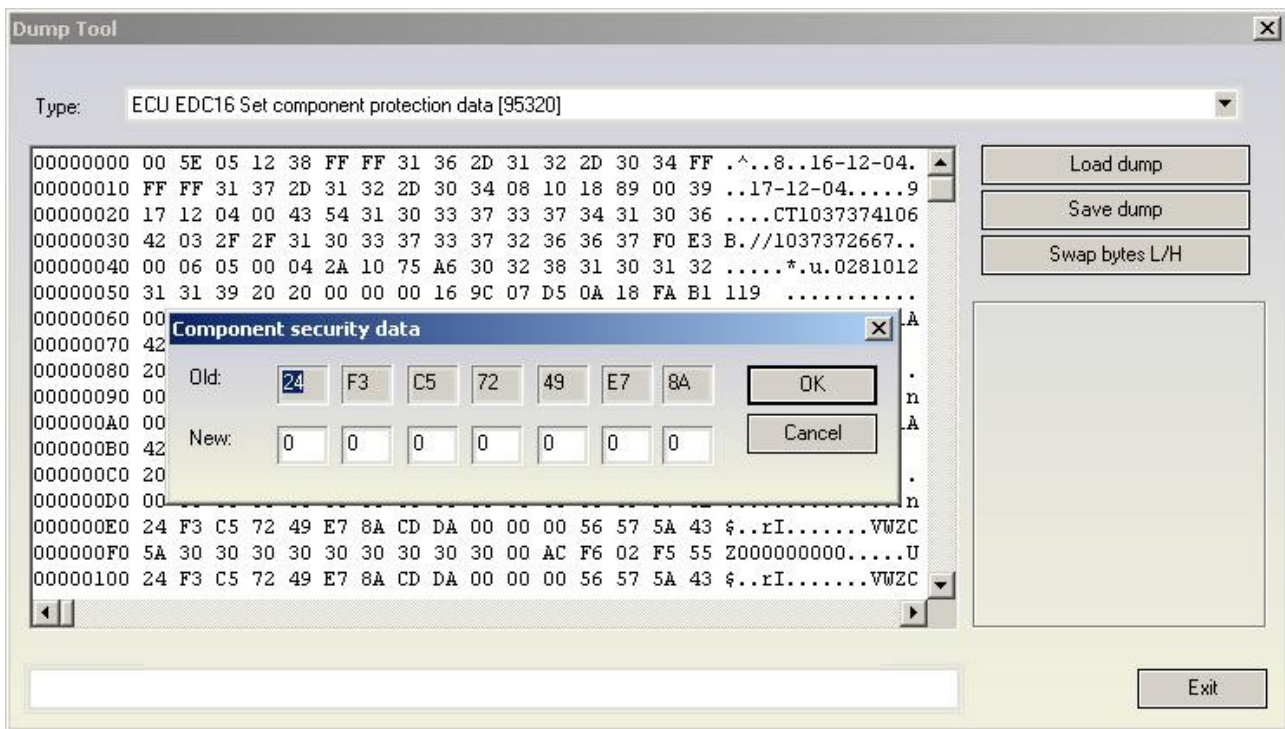 Dump Tool
Type: ECU EDC16 Set component protection data [95320]
00000000 00 5E 05 12 38 FF FF 31 36 2D 31 32 2D 30 34 FF .^..8..16-12-04.
00000010 FF FF 31 37 2D 31 32 2D 30 34 08 10 18 89 00 39 ..17-12-04.....9
00000020 17 12 04 00 43 54 31 30 33 37 33 37 34 31 30 36 ....CT1037374106
00000030 42 03 2F 2F 31 30 33 37 33 37 32 36 36 37 F0 E3 B.//1037372667..
00000040 00 06 05 00 04 2A 10 75 A6 30 32 38 31 30 31 32 .....*.u.0281012
00000050 31 31 39 20 20 00 00 00 16 9C 07 D5 0A 18 FA B1 119  ...........
00000060 00 .A
00000070 42
00000080 20 .
00000090 00 n
000000A0 00 .A
000000B0 42
000000C0 20 .
000000D0 00 n
000000E0 24 F3 C5 72 49 E7 8A CD DA 00 00 00 56 57 5A 43 $..rI.......VWZC
000000F0 5A 30 30 30 30 30 30 30 30 30 00 AC F6 02 F5 55 Z000000000.....U
00000100 24 F3 C5 72 49 E7 8A CD DA 00 00 00 56 57 5A 43 $..rI.......VWZC
Component security data
Old: 24 F3 C5 72 49 E7 8A OK
New: 0 0 0 0 0 0 0 Cancel
Load dump
Save dump
Swap bytes L/H
Exit